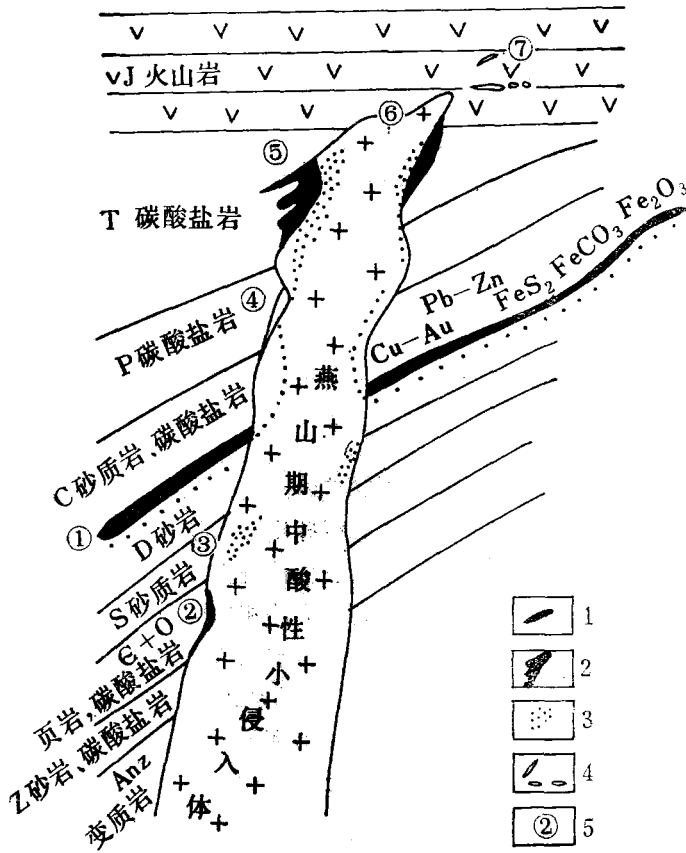 ⑦
J 火山岩
⑥
⑤
T 碳酸盐岩
Fe₂O₃
FeCO₃
FeS₂
Pb-Zn
Cu-Au
④
P碳酸盐岩
C砂质岩、碳酸盐岩
①
D砂岩
③
S砂质岩
②
Є+O
页岩,碳酸盐岩
Z砂岩、碳酸盐岩
Anz
变质岩
燕山期中酸性小侵入体
1
2
3
4
② 5